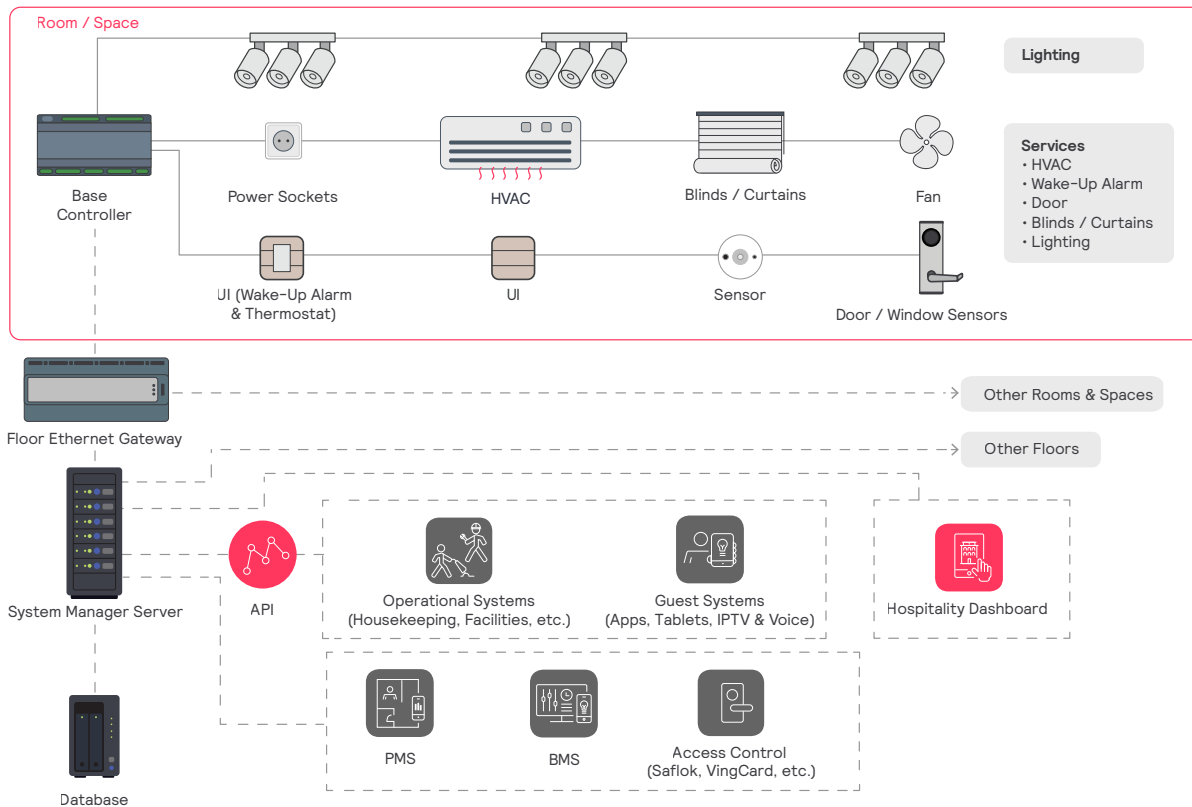 Room / Space
Lighting
Base
Controller
Power Sockets
HVAC
Blinds / Curtains
Fan
Services
· HVAC
· Wake-Up Alarm
· Door
· Blinds / Curtains
· Lighting
UI (Wake-Up Alarm
& Thermostat)
UI
Sensor
Door / Window Sensors
Floor Ethernet Gateway
Other Rooms & Spaces
Other Floors
System Manager Server
API
Operational Systems
(Housekeeping, Facilities, etc.)
Guest Systems
(Apps, Tablets, IPTV & Voice)
Hospitality Dashboard
PMS
BMS
Access Control
(Saflok, VingCard, etc.)
Database